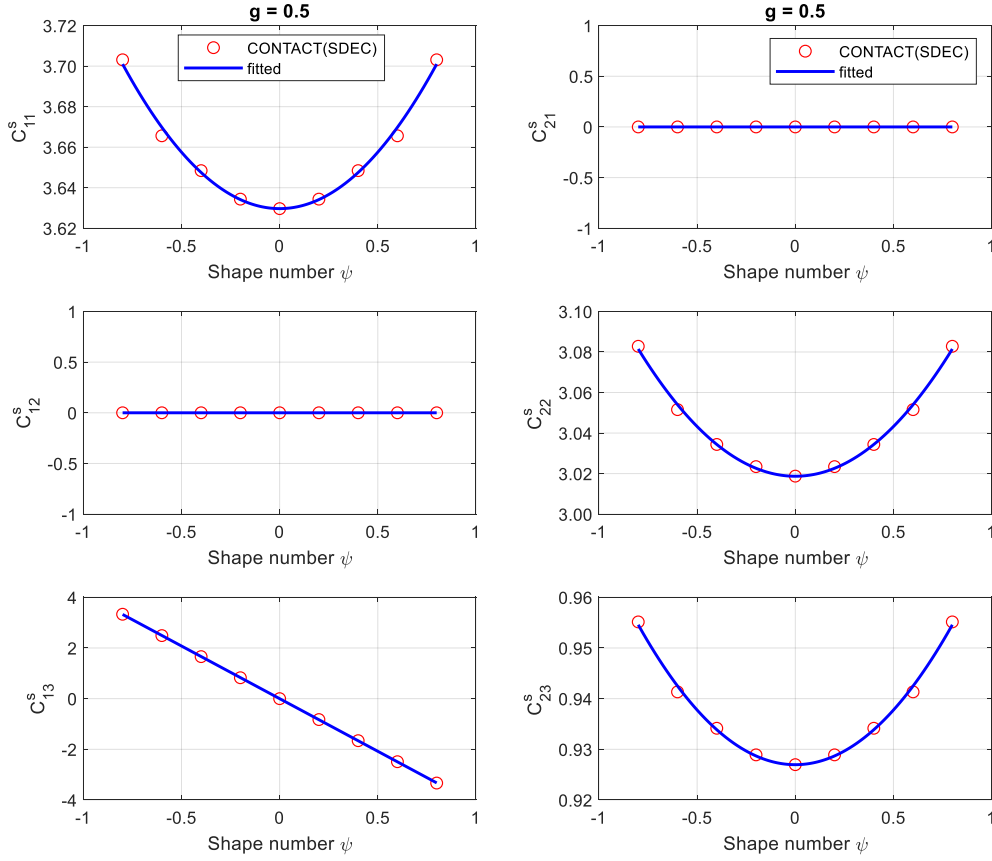 g = 0.5
3.72
3.70
3.68
3.66
3.64
3.62
C^s_11
CONTACT(SDEC)
fitted
-1 -0.5 0 0.5 1
Shape number ψ
g = 0.5
1
0.5
0
-0.5
-1
C^s_21
CONTACT(SDEC)
fitted
-1 -0.5 0 0.5 1
Shape number ψ
1
0.5
0
-0.5
-1
C^s_12
-1 -0.5 0 0.5 1
Shape number ψ
3.10
3.08
3.06
3.04
3.02
3.00
C^s_22
-1 -0.5 0 0.5 1
Shape number ψ
4
2
0
-2
-4
C^s_13
-1 -0.5 0 0.5 1
Shape number ψ
0.96
0.95
0.94
0.93
0.92
C^s_23
-1 -0.5 0 0.5 1
Shape number ψ